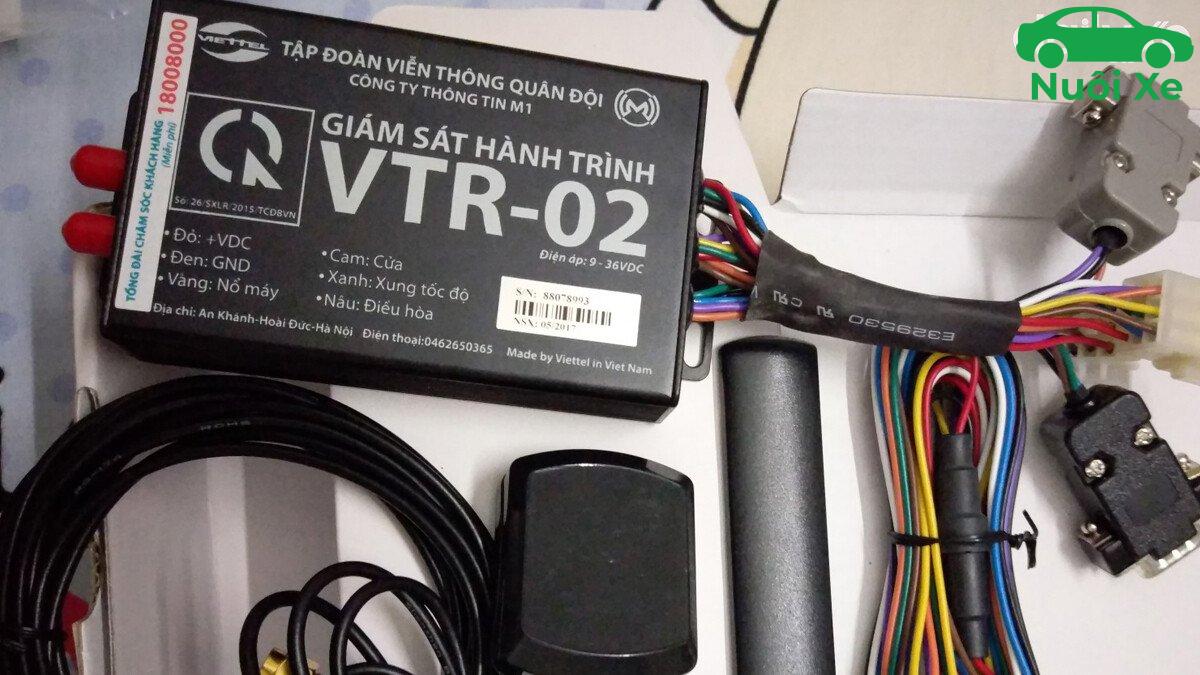 Nuôi Xe
VIETTEL
TẬP ĐOÀN VIỄN THÔNG QUÂN ĐỘI
CÔNG TY THÔNG TIN M1
M
TỔNG ĐÀI CHĂM SÓC KHÁCH HÀNG
(Miễn phí)
18008000
Số: 26/SXLR/2015/TCĐBVN
GIÁM SÁT HÀNH TRÌNH
VTR-02
Điện áp: 9 - 36VDC
• Đỏ: +VDC
• Đen: GND
• Vàng: Nổ máy
• Cam: Cửa
• Xanh: Xung tốc độ
• Nâu: Điều hòa
S/N: 88078993
NSX: 05/2017
Địa chỉ: An Khánh-Hoài Đức-Hà Nội Điện thoại:0462650365 Made by Viettel in Viet Nam
E329530
ROHS